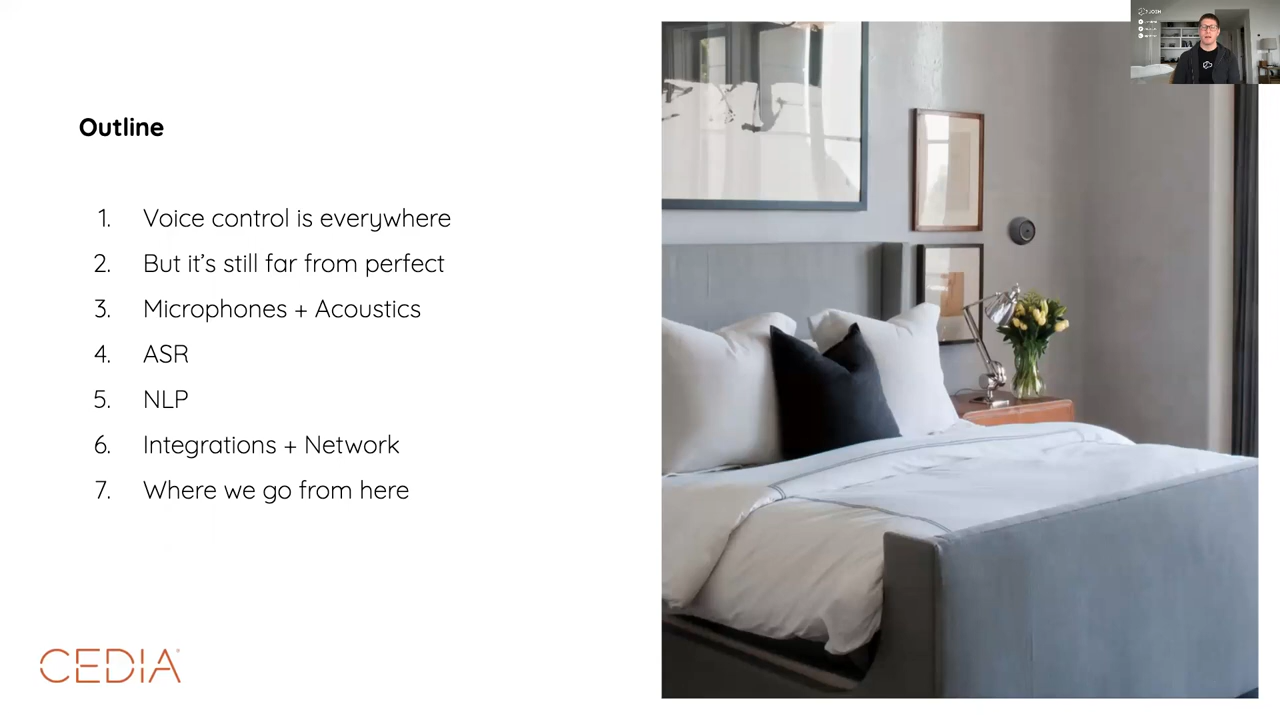 Outline
1. Voice control is everywhere
2. But it's still far from perfect
3. Microphones + Acoustics
4. ASR
5. NLP
6. Integrations + Network
7. Where we go from here
CEDIA